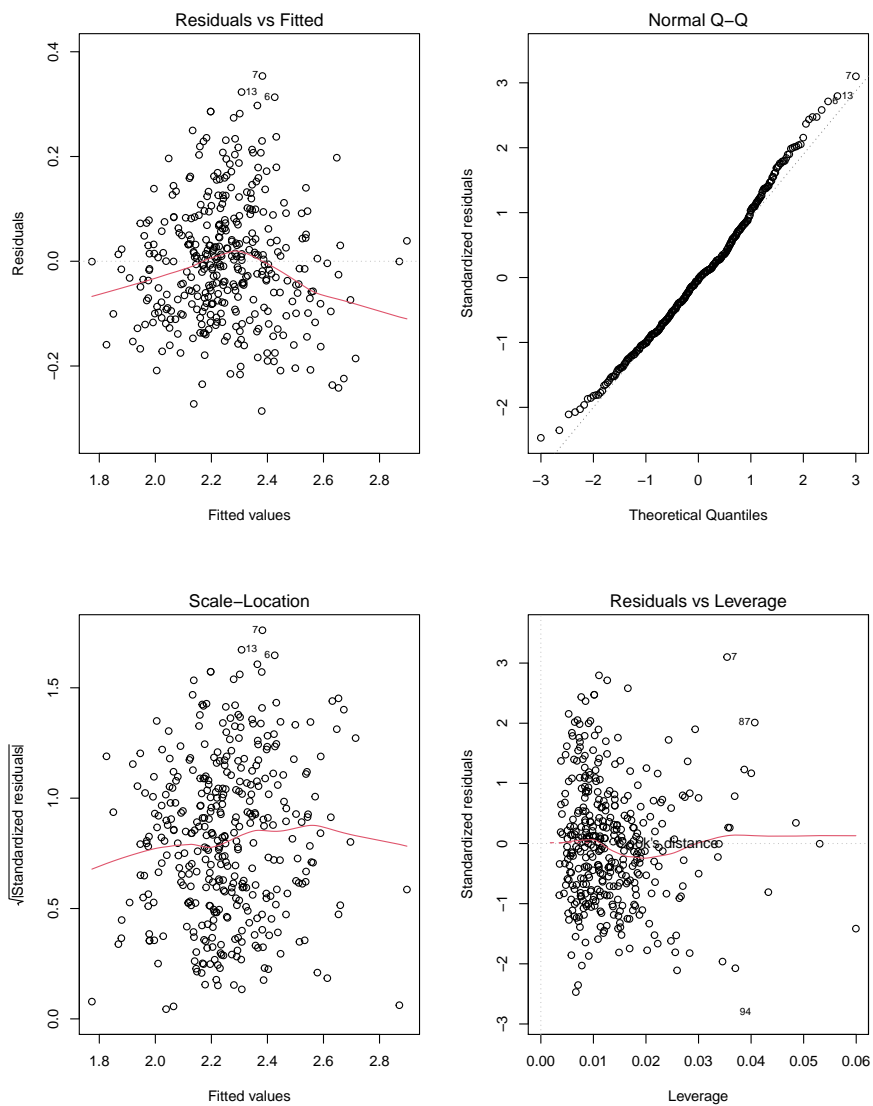 Residuals vs Fitted
0.4
0.2
0.0
−0.2
Residuals
7
13
6
1.8 2.0 2.2 2.4 2.6 2.8
Fitted values
Normal Q−Q
3
2
1
0
−1
−2
Standardized residuals
7
13
6
−3 −2 −1 0 1 2 3
Theoretical Quantiles
Scale−Location
1.5
1.0
0.5
0.0
√|Standardized residuals|
7
13
6
1.8 2.0 2.2 2.4 2.6 2.8
Fitted values
Residuals vs Leverage
3
2
1
0
−1
−2
−3
Standardized residuals
7
87
distance
94
0.00 0.01 0.02 0.03 0.04 0.05 0.06
Leverage